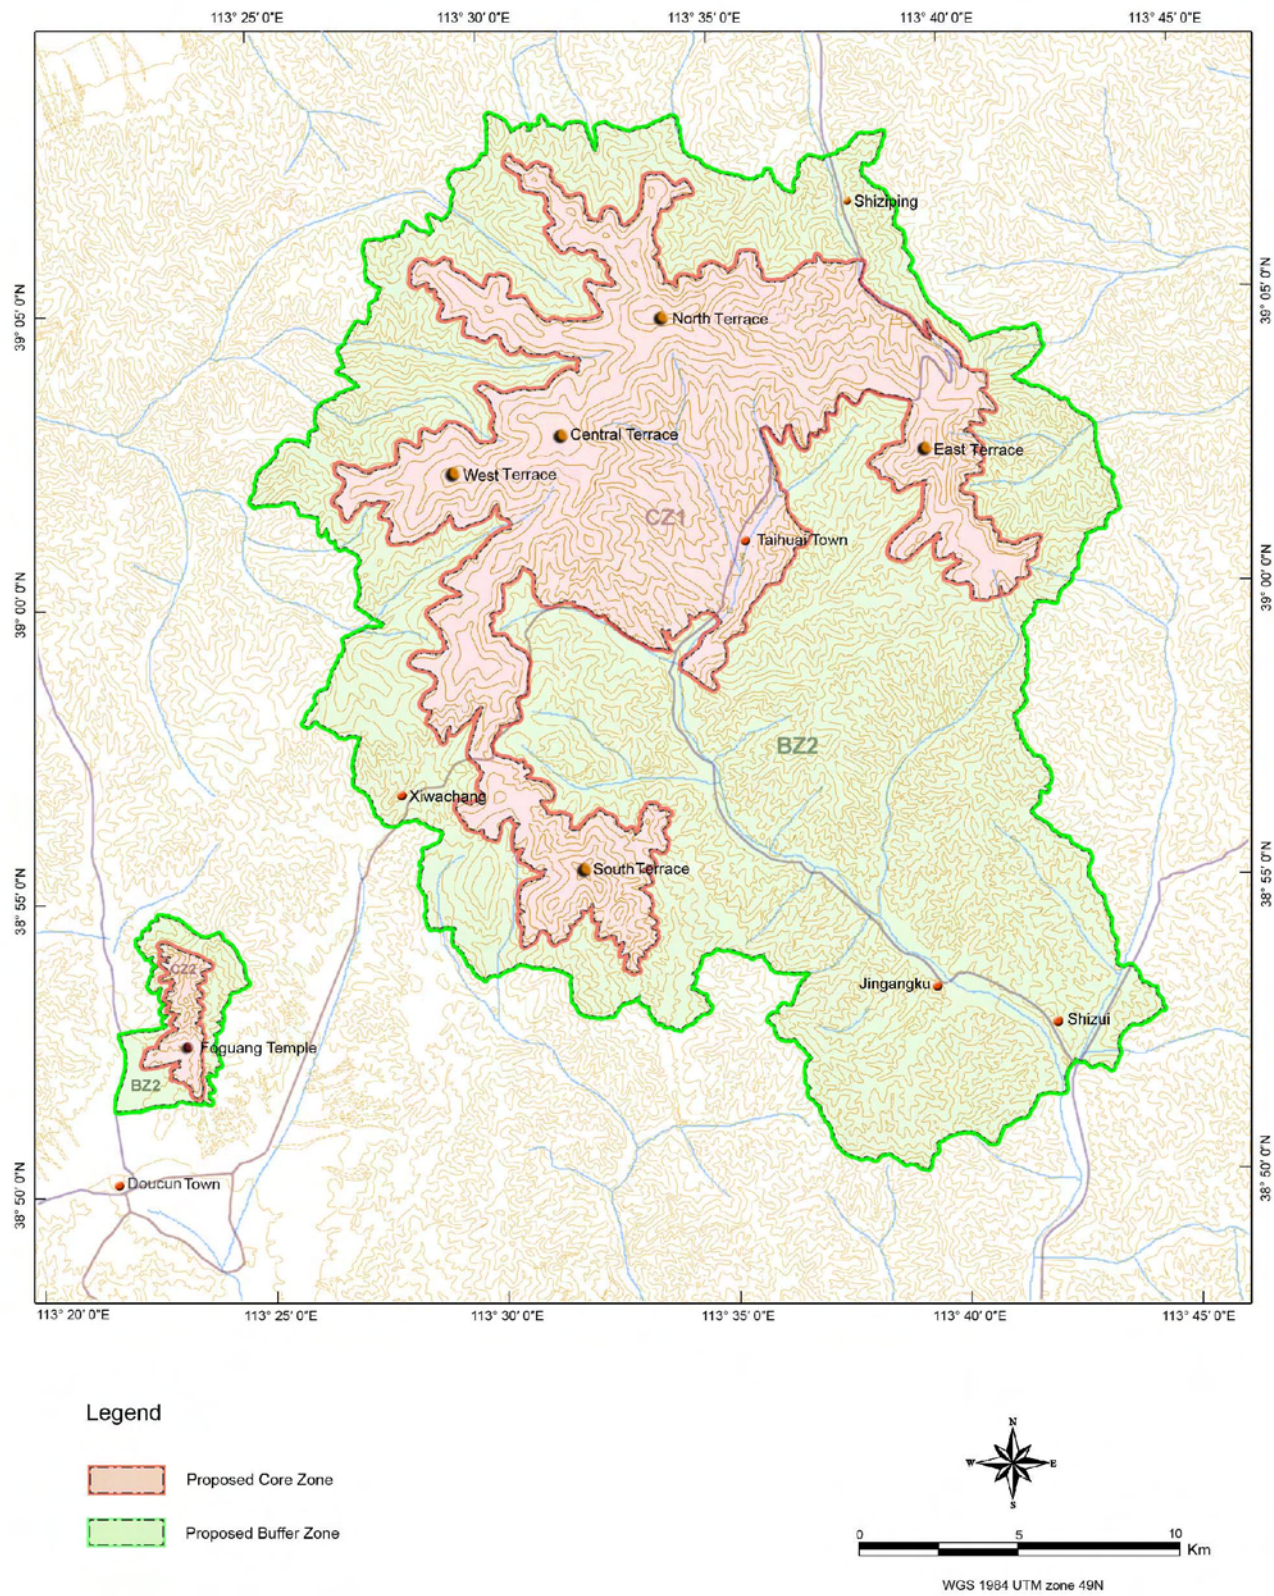 113° 25' 0"E
113° 30' 0"E
113° 35' 0"E
113° 40' 0"E
113° 45' 0"E
Shiziping
39° 05' 0"N
39° 05' 0"N
North Terrace
Central Terrace
East Terrace
West Terrace
CZ1
Taihuai Town
39° 00' 0"N
39° 00' 0"N
BZ2
Xiwachang
South Terrace
38° 55' 0"N
38° 55' 0"N
CZ2
Jingangku
Shizui
Foguang Temple
BZ2
38° 50' 0"N
38° 50' 0"N
Doucun Town
113° 20' 0"E
113° 25' 0"E
113° 30' 0"E
113° 35' 0"E
113° 40' 0"E
113° 45' 0"E
Legend
N
W
E
S
Proposed Core Zone
Proposed Buffer Zone
0
5
10
Km
WGS 1984 UTM zone 49N